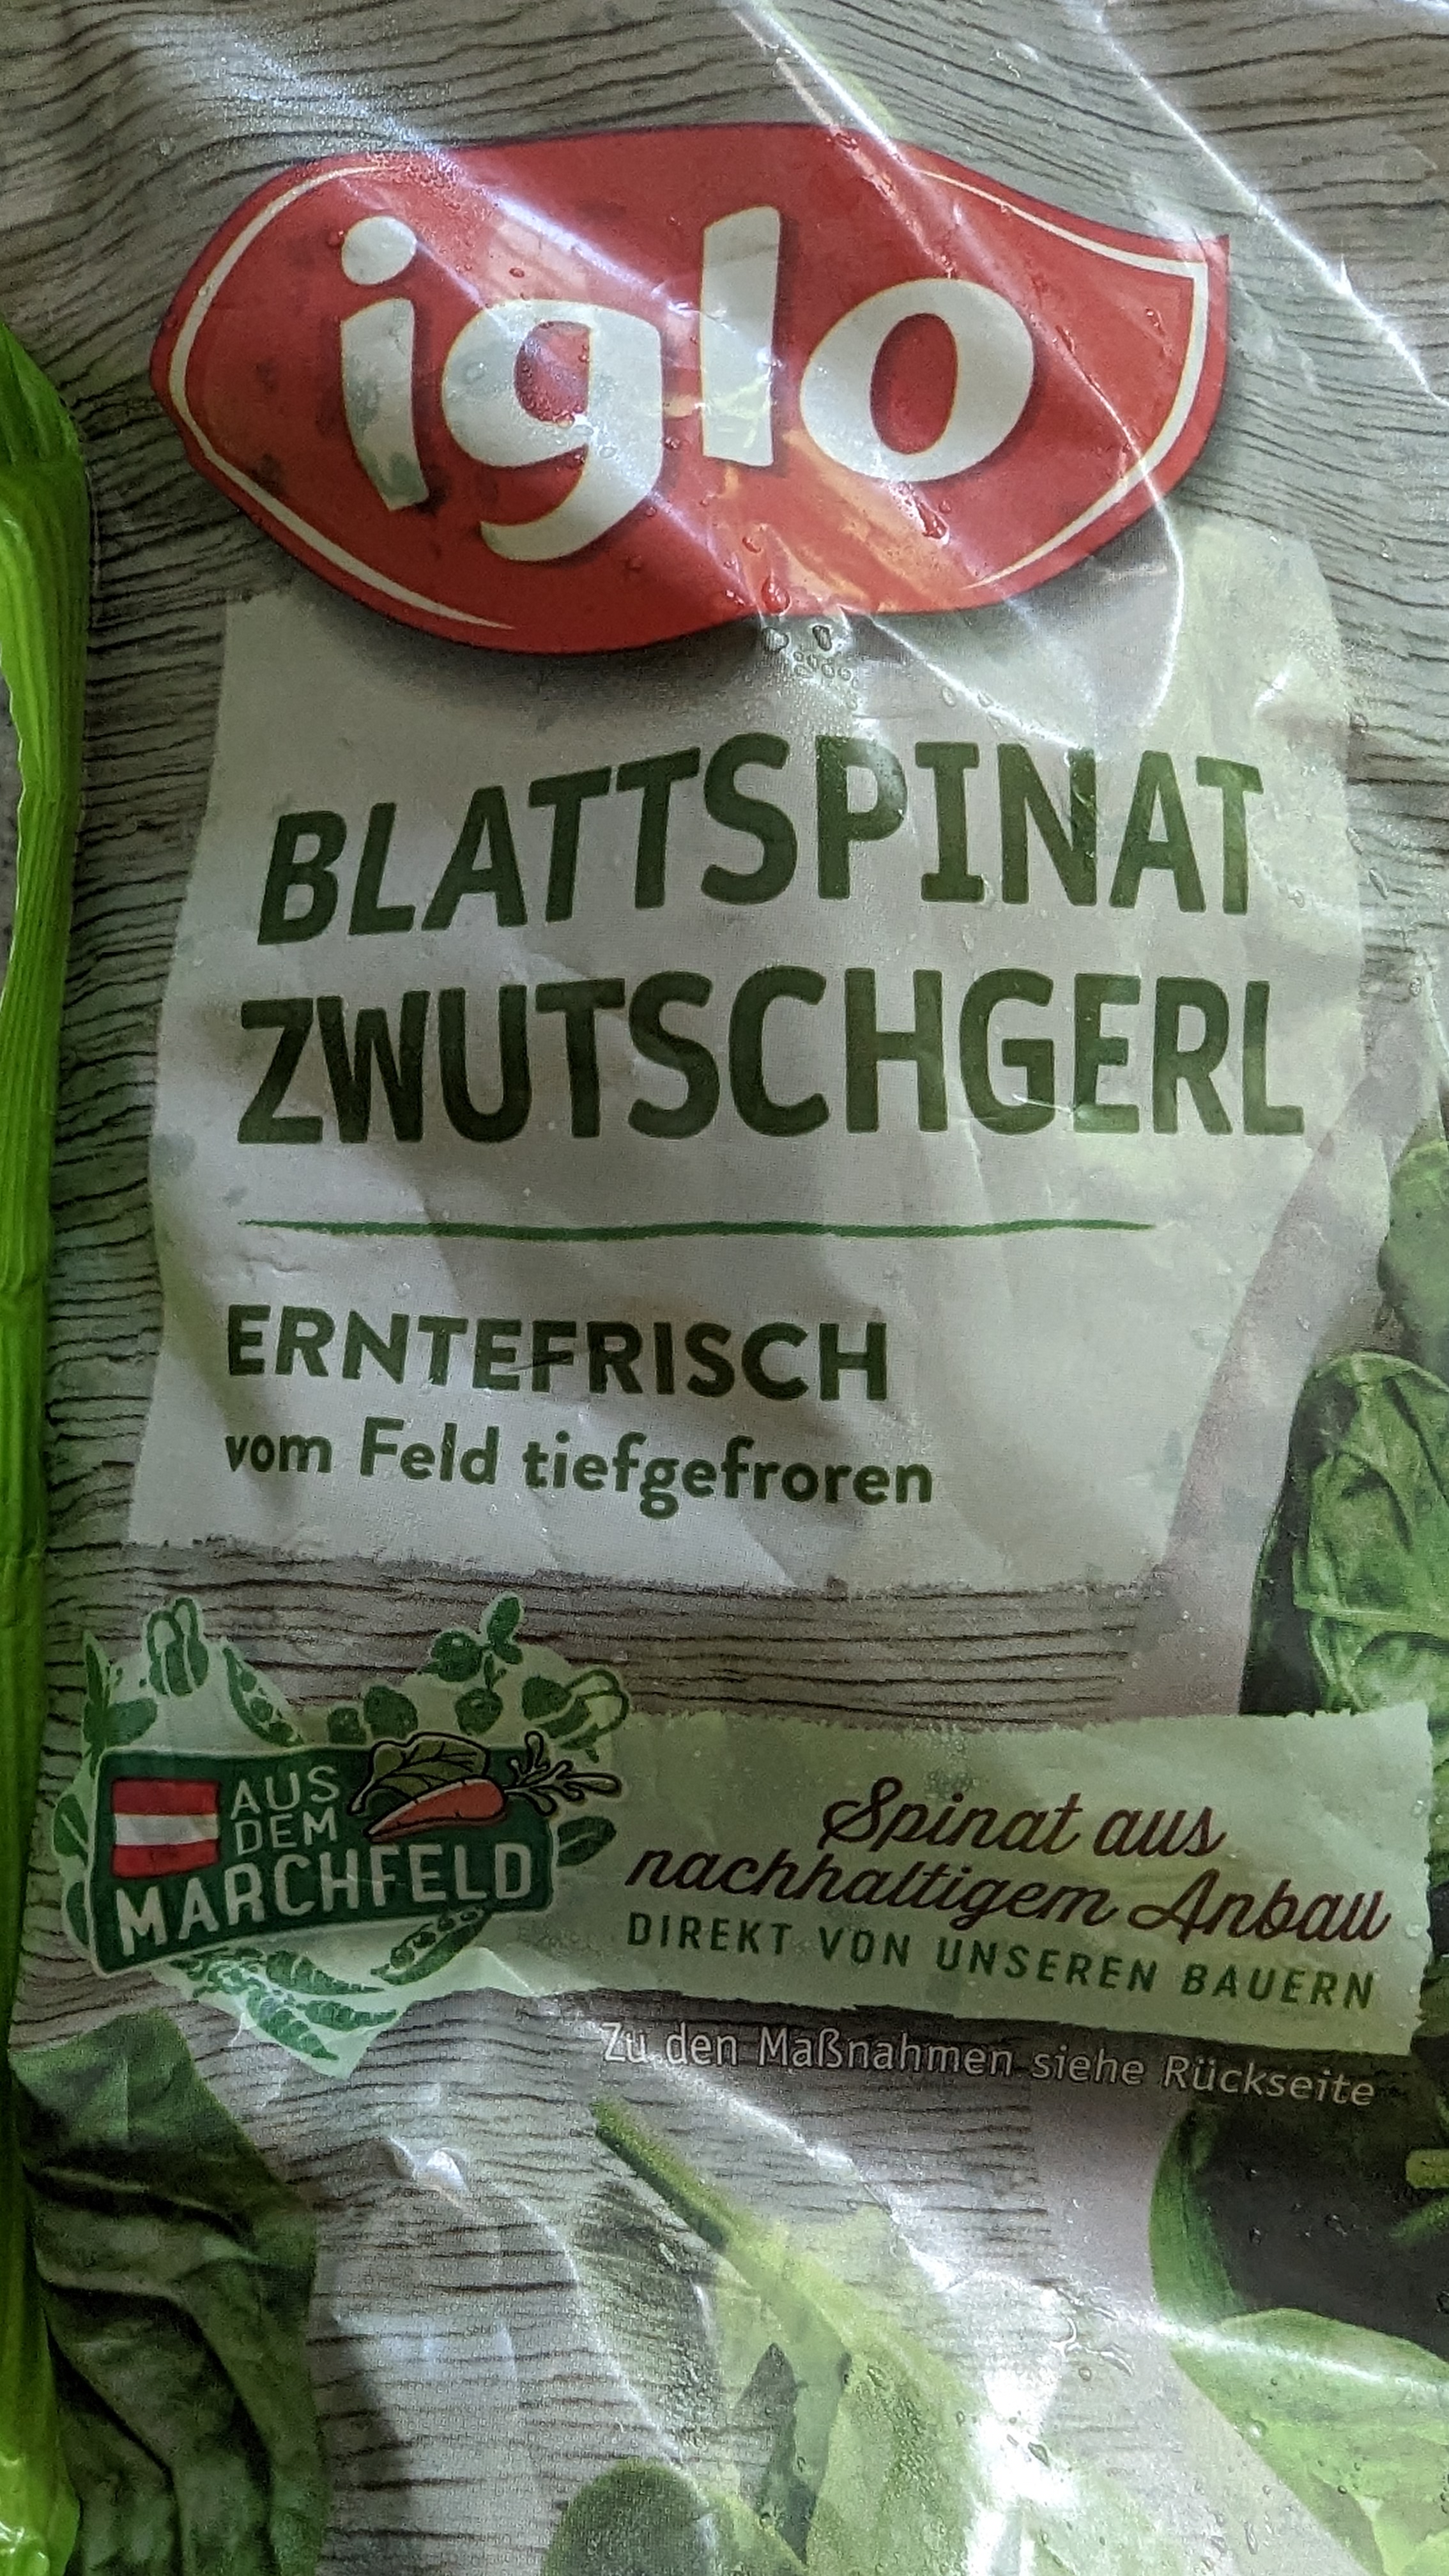 iglo
BLATTSPINAT
ZWUTSCHGERL
ERNTEFRISCH
vom Feld tiefgefroren
AUS
DEM
MARCHFELD
Spinat aus
nachhaltigem Anbau
DIREKT VON UNSEREN BAUERN
Zu den Maßnahmen siehe Rückseite